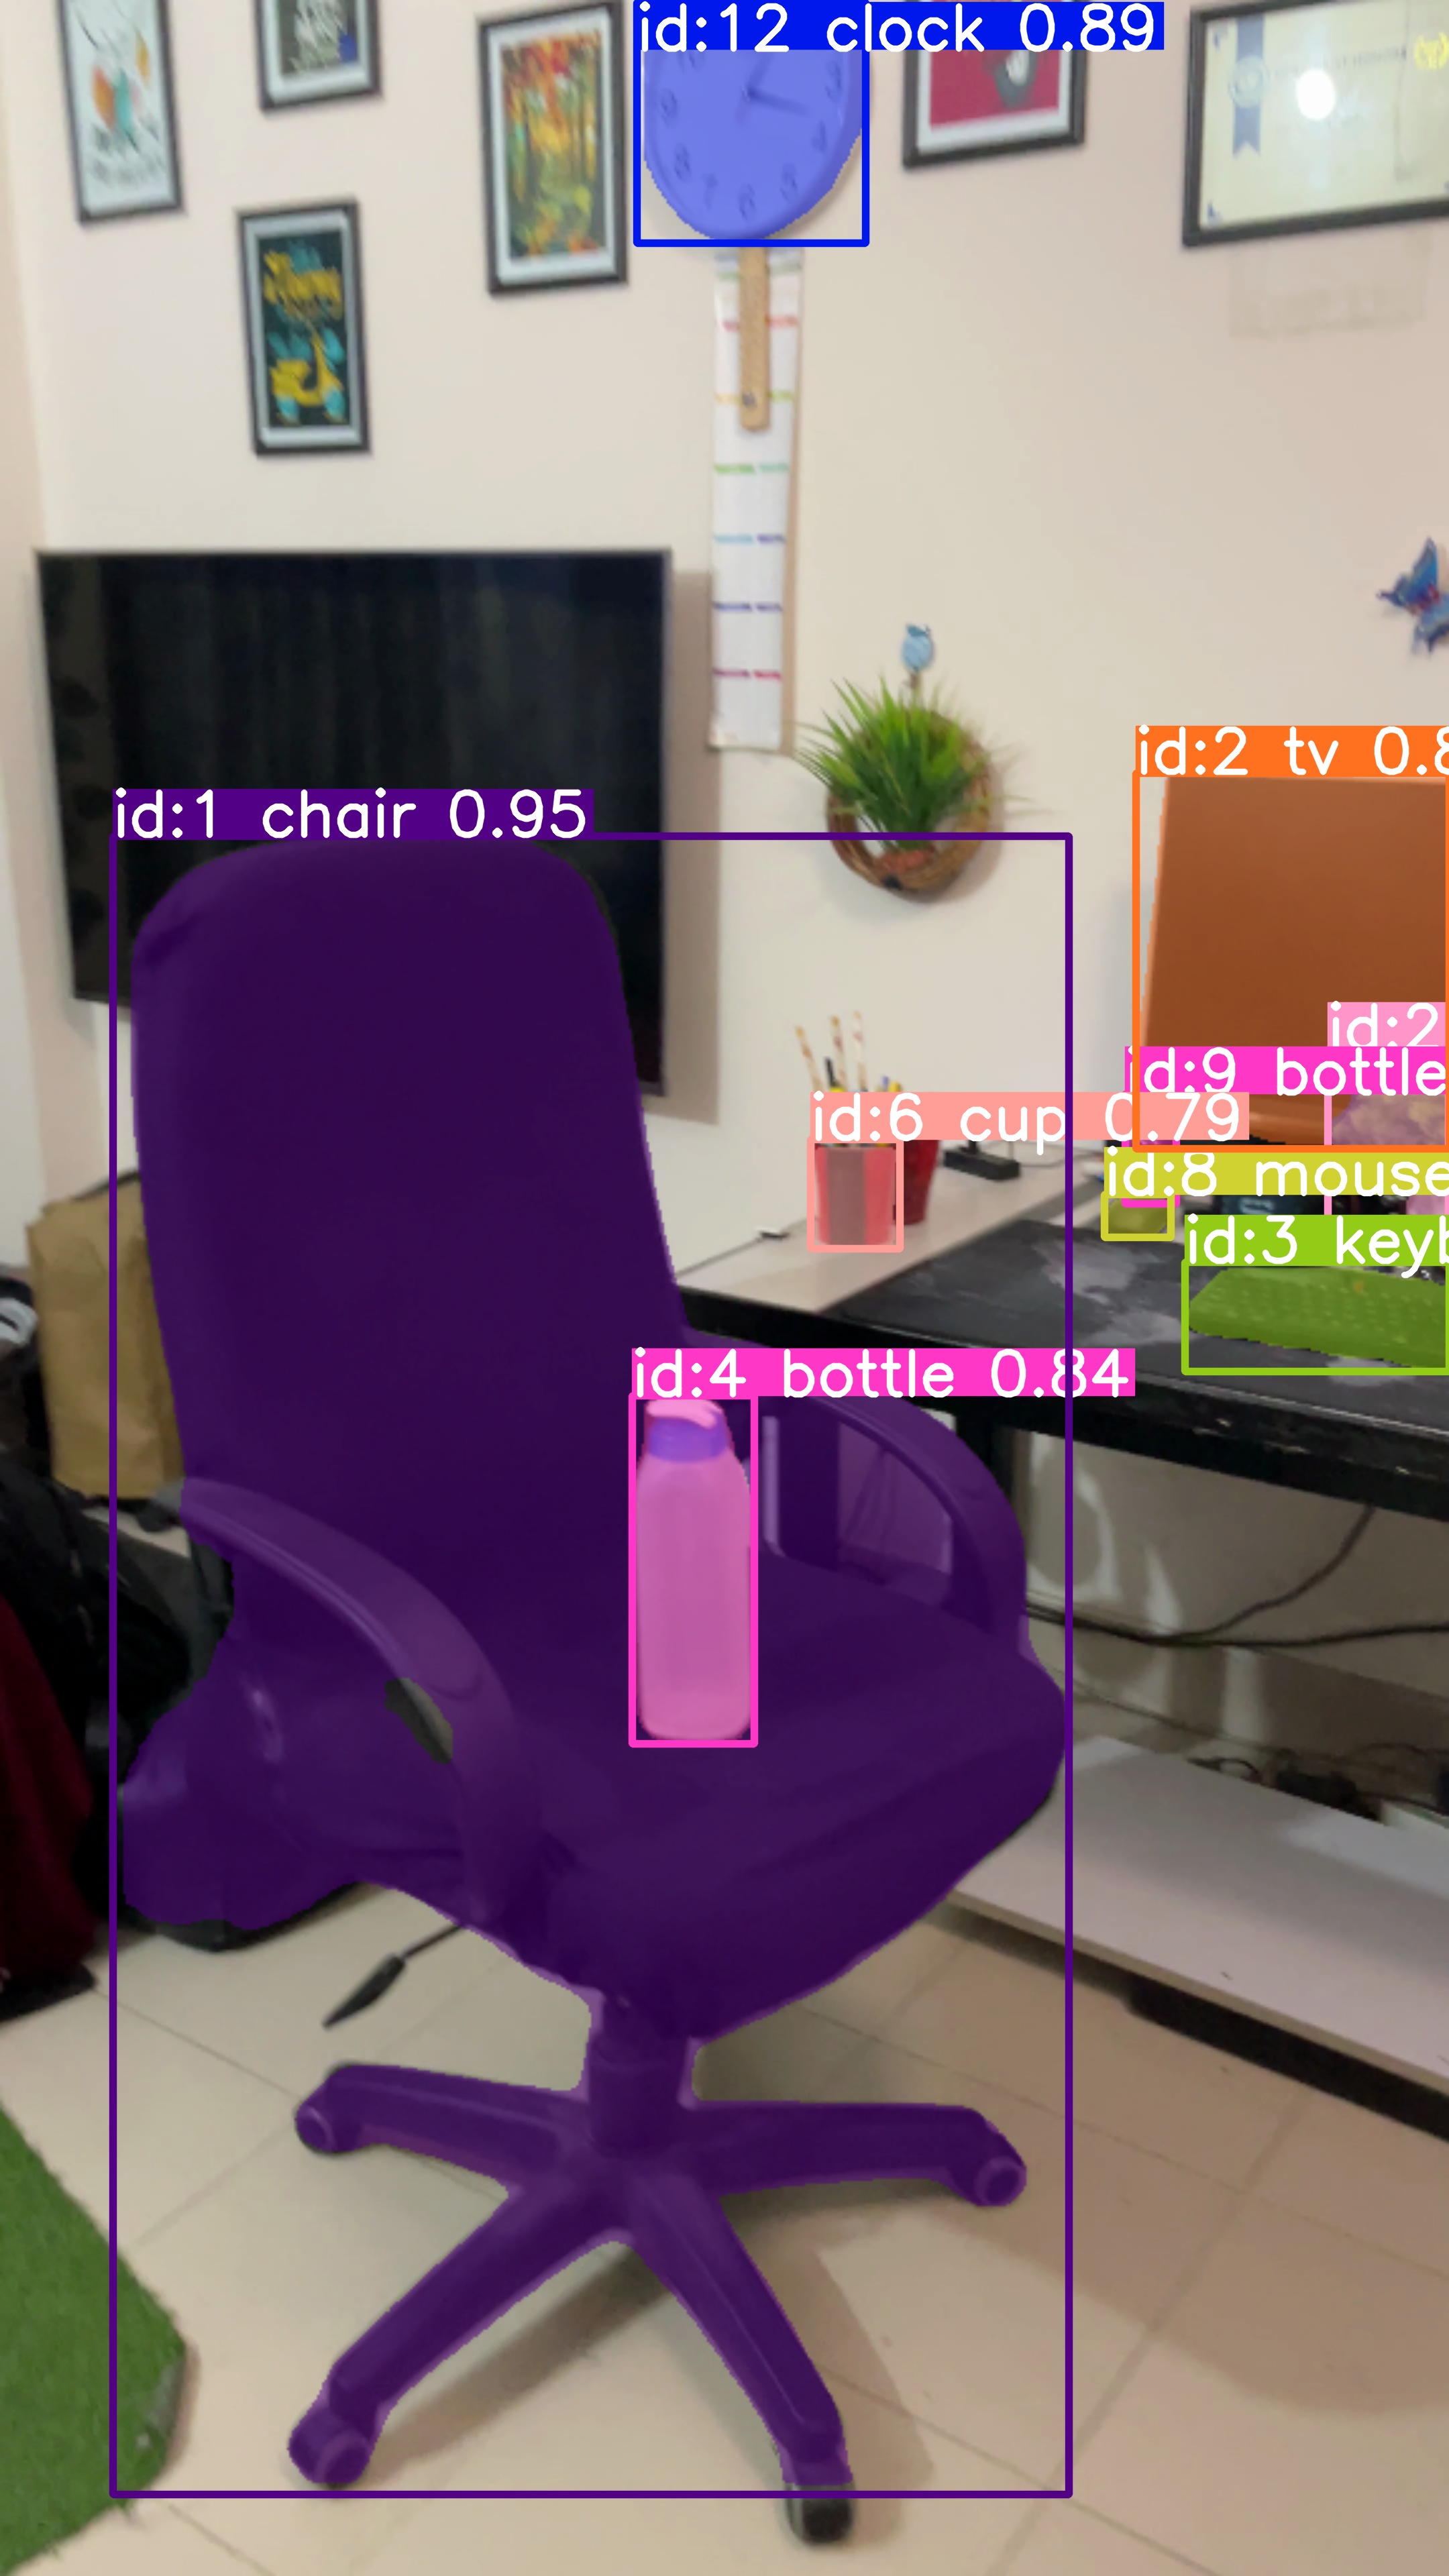 id:12 clock 0.89
id:2 tv 0.8
id:1 chair 0.95
id:2
id:9 bottle
id:6 cup 0.79
id:8 mouse
id:3 keyb
id:4 bottle 0.84